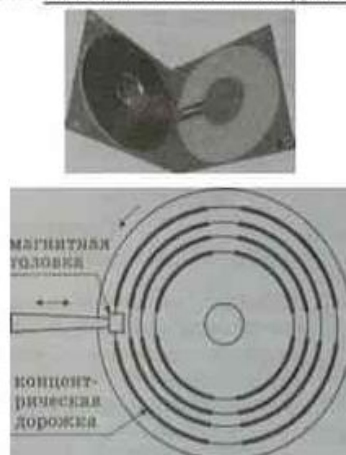 магнитная
головка
концент-
рическая
дорожка